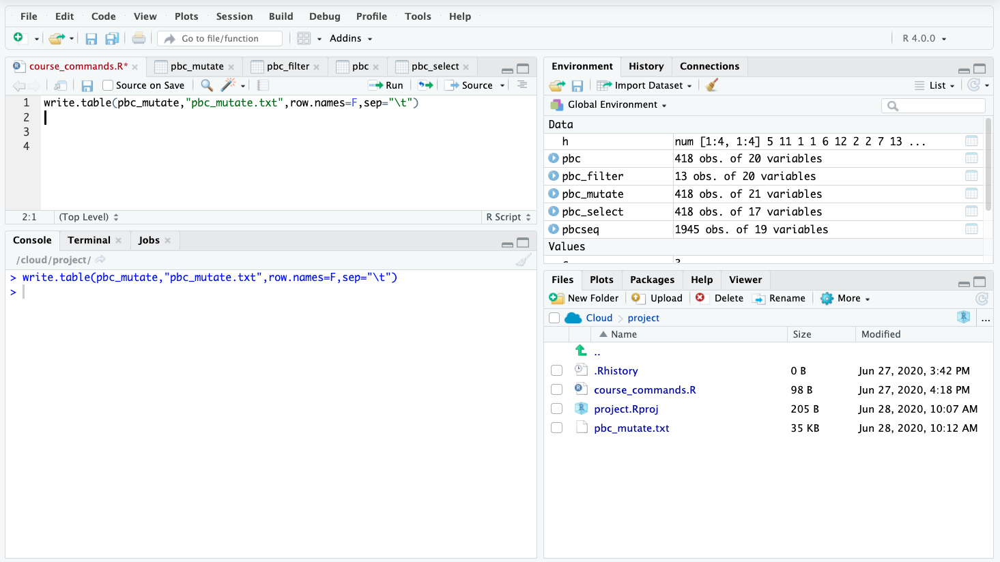 File Edit Code View Plots Session Build Debug Profile Tools Help
Go to file/function Addins R 4.0.0
course_commands.R* pbc_mutate pbc_filter pbc pbc_select
Source on Save Run Source
1 write.table(pbc_mutate,"pbc_mutate.txt",row.names=F,sep="\t")
2
3
4
2:1 (Top Level) R Script
Console Terminal Jobs
/cloud/project/
> write.table(pbc_mutate,"pbc_mutate.txt",row.names=F,sep="\t")
>
Environment History Connections
Import Dataset List
Global Environment
Data
h num [1:4, 1:4] 5 11 1 1 6 12 2 2 7 13 ...
pbc 418 obs. of 20 variables
pbc_filter 13 obs. of 20 variables
pbc_mutate 418 obs. of 21 variables
pbc_select 418 obs. of 17 variables
pbcseq 1945 obs. of 19 variables
Values
Files Plots Packages Help Viewer
New Folder Upload Delete Rename More
Cloud project ...
Name Size Modified
..
.Rhistory 0 B Jun 27, 2020, 3:42 PM
course_commands.R 98 B Jun 27, 2020, 4:18 PM
project.Rproj 205 B Jun 28, 2020, 10:07 AM
pbc_mutate.txt 35 KB Jun 28, 2020, 10:12 AM